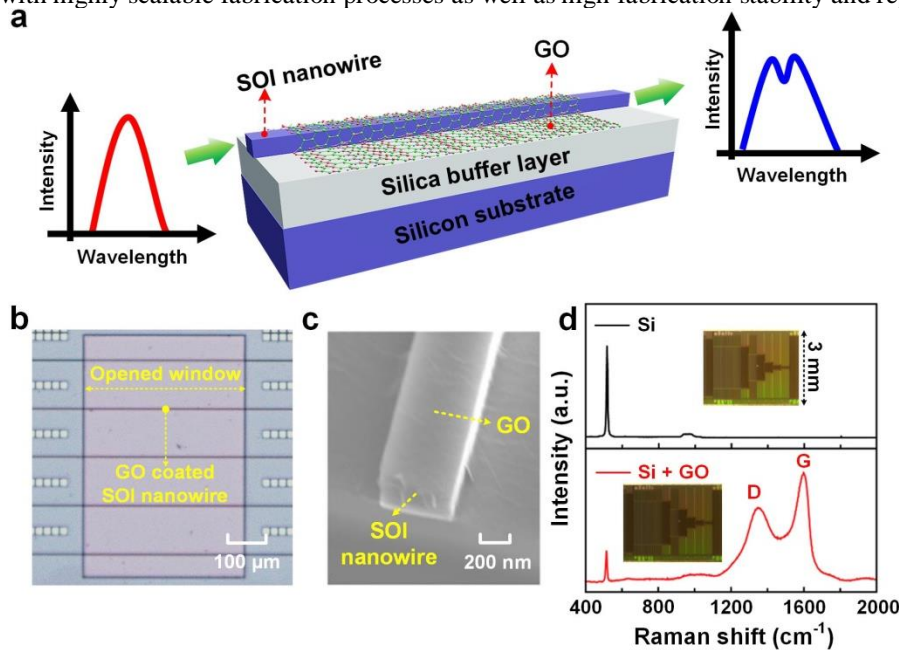 with highly scalable fabrication processes as well as high fabrication stability and re
a
SOI nanowire
GO
Intensity
Wavelength
Silica buffer layer
Silicon substrate
Intensity
Wavelength
b
Opened window
GO coated
SOI nanowire
100 μm
c
GO
SOI
nanowire
200 nm
d
Si
3 mm
Si + GO
D
G
Intensity (a.u.)
400 800 1200 1600 2000
Raman shift (cm⁻¹)